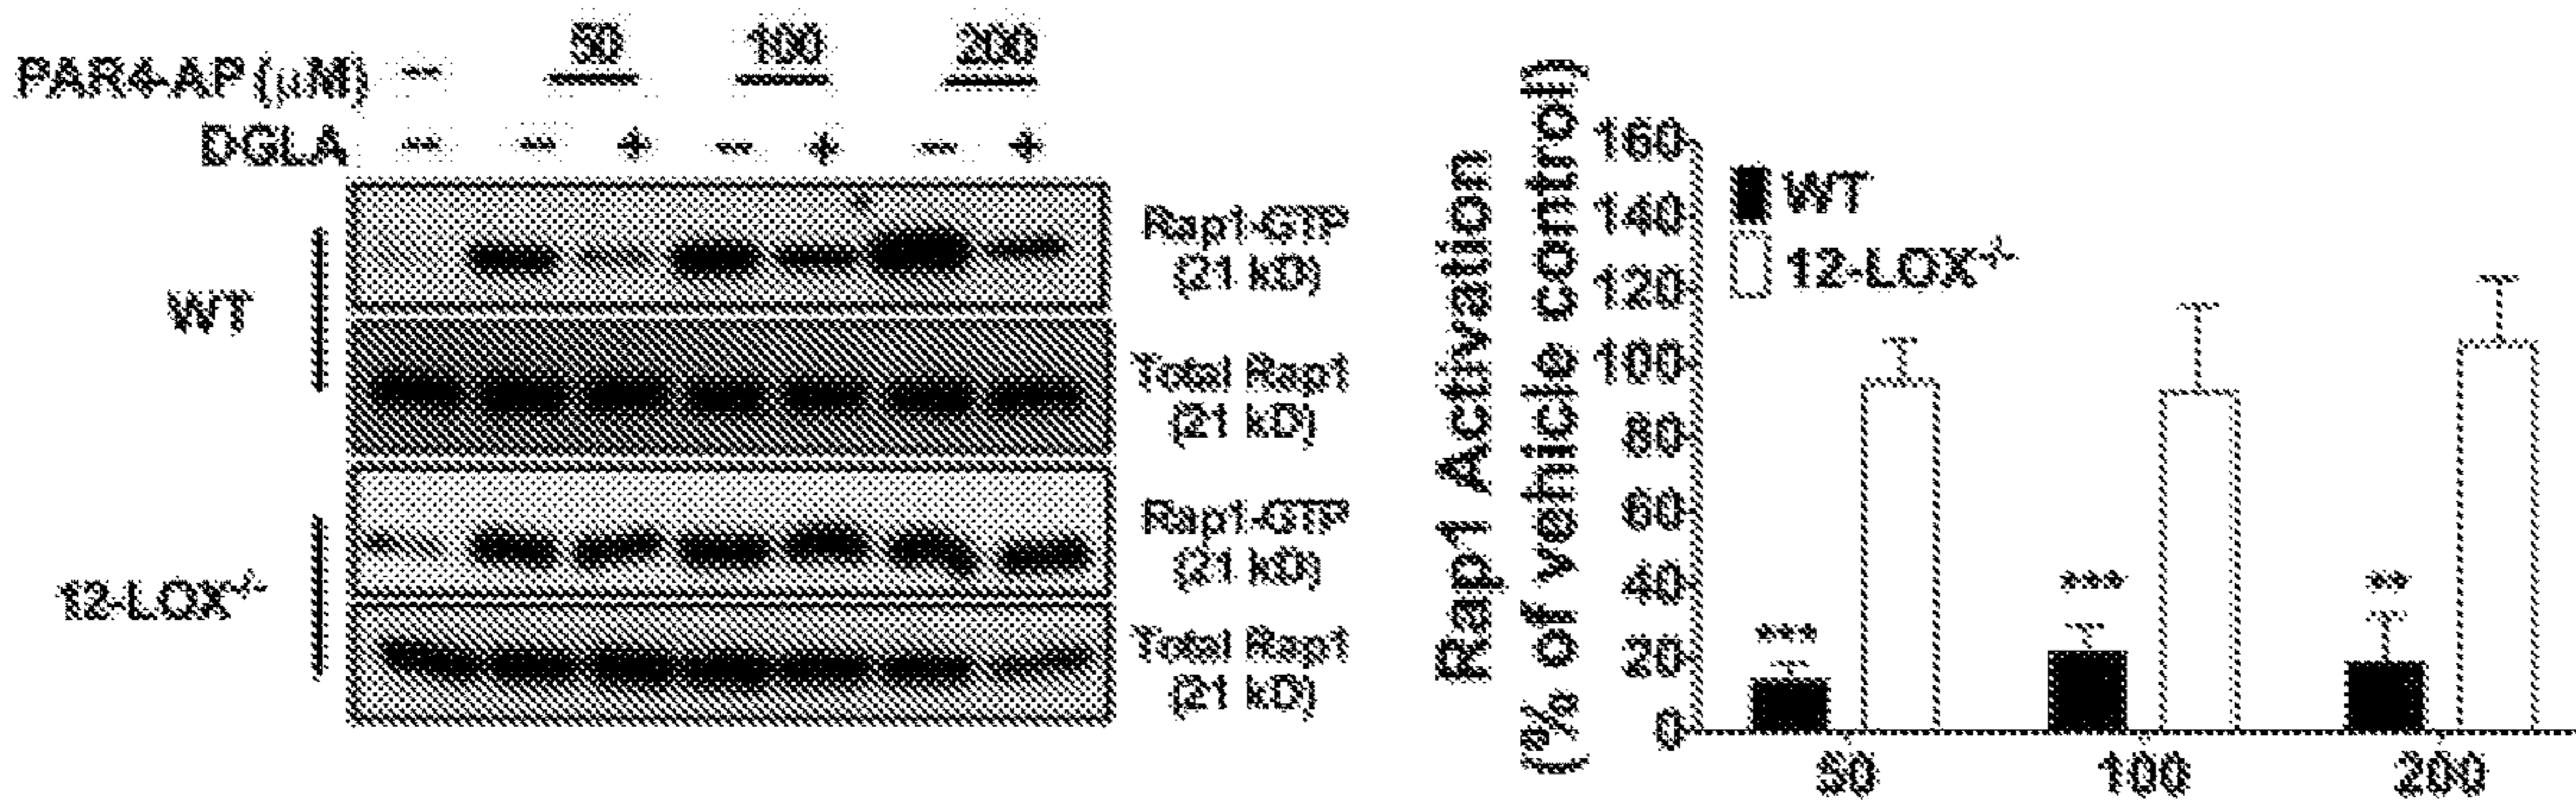 PAR4-AP (μM) – 50 100 200
DGLA – – + – + – +
WT
Rap1-GTP
(21 kD)
Total Rap1
(21 kD)
12-LOX-/-
Rap1-GTP
(21 kD)
Total Rap1
(21 kD)
Rap1 Activation
(% of vehicle control)
160
140
120
100
80
60
40
20
0
WT
12-LOX-/-
***
***
**
50 100 200